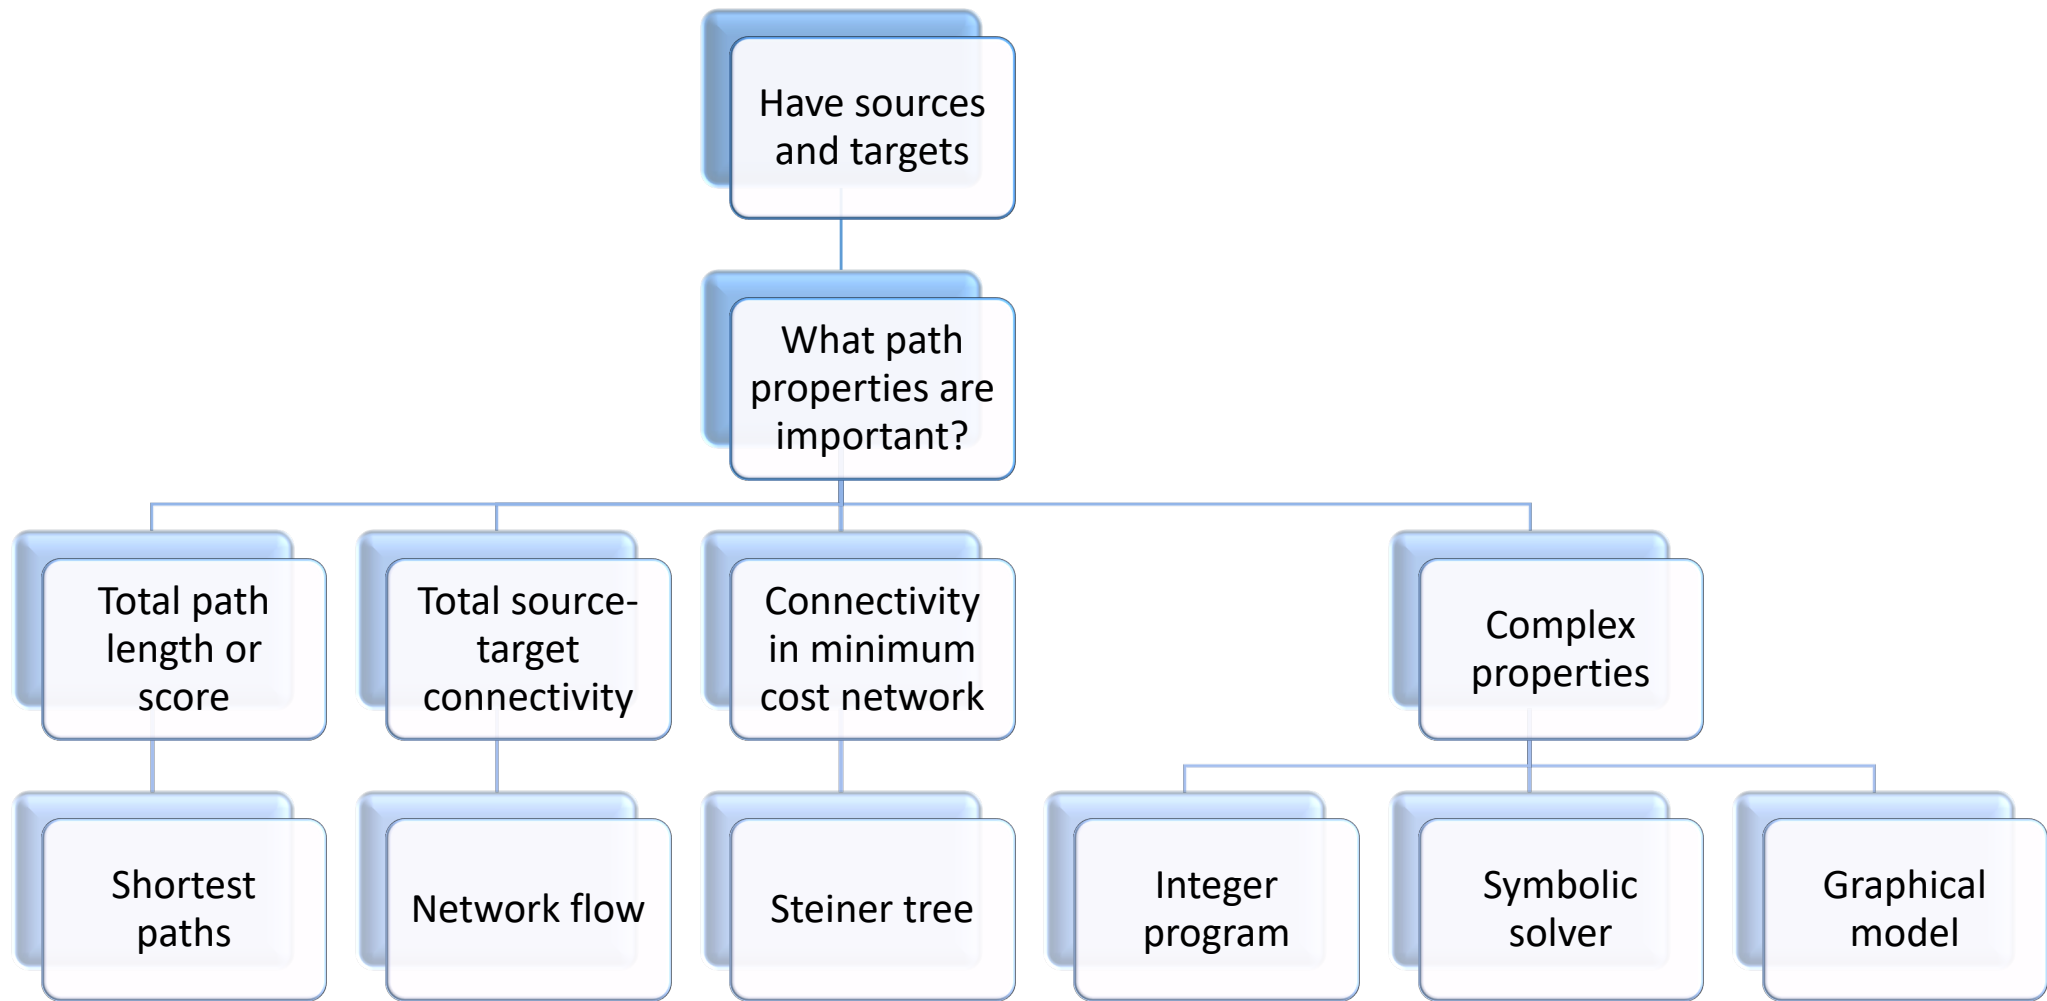 Have sources
and targets
What path
properties are
important?
Total path
length or
score
Total source-
target
connectivity
Connectivity
in minimum
cost network
Complex
properties
Shortest
paths
Network flow
Steiner tree
Integer
program
Symbolic
solver
Graphical
model